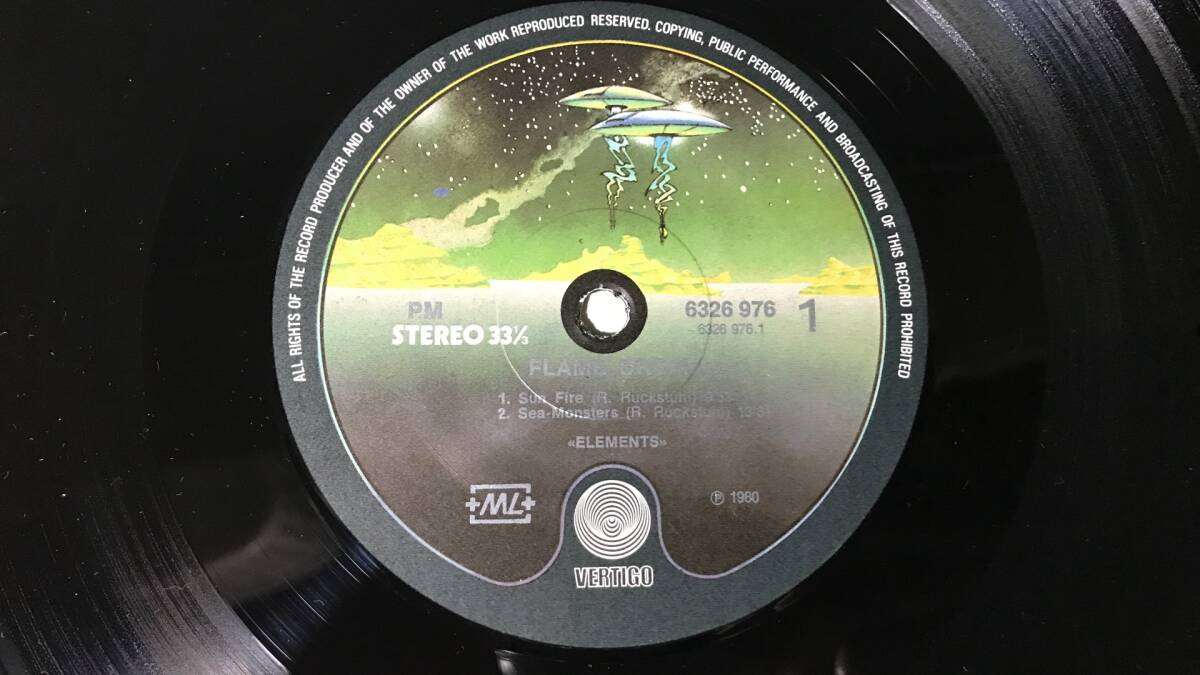 ALL RIGHTS OF THE RECORD PRODUCER AND OF THE OWNER OF THE WORK REPRODUCED RESERVED. COPYING, PUBLIC PERFORMANCE AND BROADCASTING OF THIS RECORD PROHIBITED
P.M
STEREO 33⅓
6326 976
6326 976.1
1
FLAME
1. Sun Fire (R. Ruckstuhl)
2. Sea-Monsters (R. Ruckstuhl)
«ELEMENTS»
ML
℗ 1980
VERTIGO